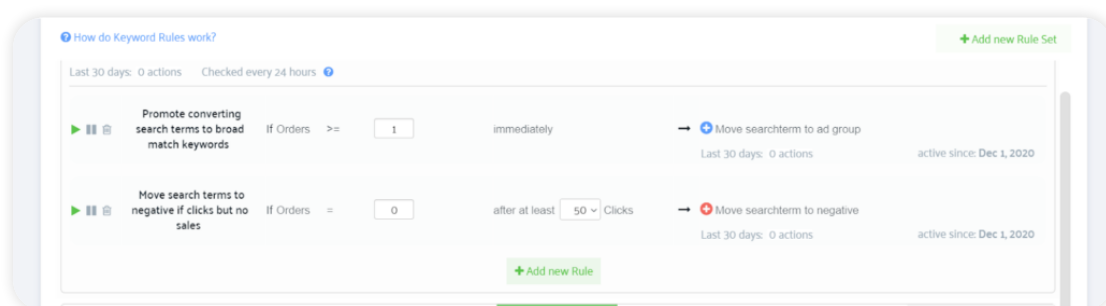 How do Keyword Rules work?
+ Add new Rule Set
Last 30 days: 0 actions Checked every 24 hours
Promote converting
search terms to broad
match keywords
If Orders >= 1 immediately → Move searchterm to ad group
Last 30 days: 0 actions active since: Dec 1, 2020
Move search terms to
negative if clicks but no
sales
If Orders = 0 after at least 50 Clicks → Move searchterm to negative
Last 30 days: 0 actions active since: Dec 1, 2020
+ Add new Rule